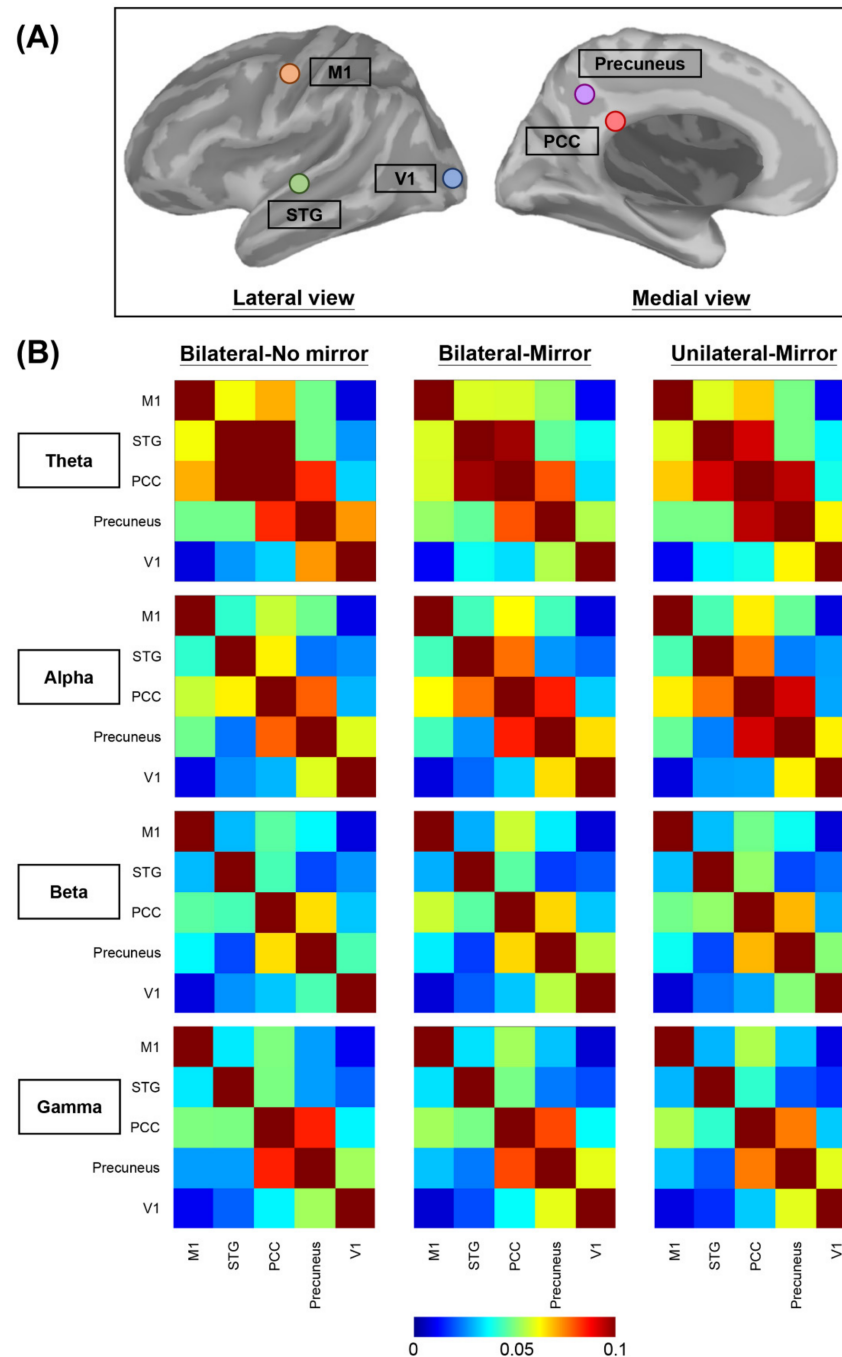 (A)
M1
Precuneus
PCC
V1
STG
Lateral view
Medial view
(B)
Bilateral-No mirror
Bilateral-Mirror
Unilateral-Mirror
Theta
M1
STG
PCC
Precuneus
V1
Alpha
M1
STG
PCC
Precuneus
V1
Beta
M1
STG
PCC
Precuneus
V1
Gamma
M1
STG
PCC
Precuneus
V1
M1
STG
PCC
Precuneus
V1
M1
STG
PCC
Precuneus
V1
M1
STG
PCC
Precuneus
V1
0
0.05
0.1